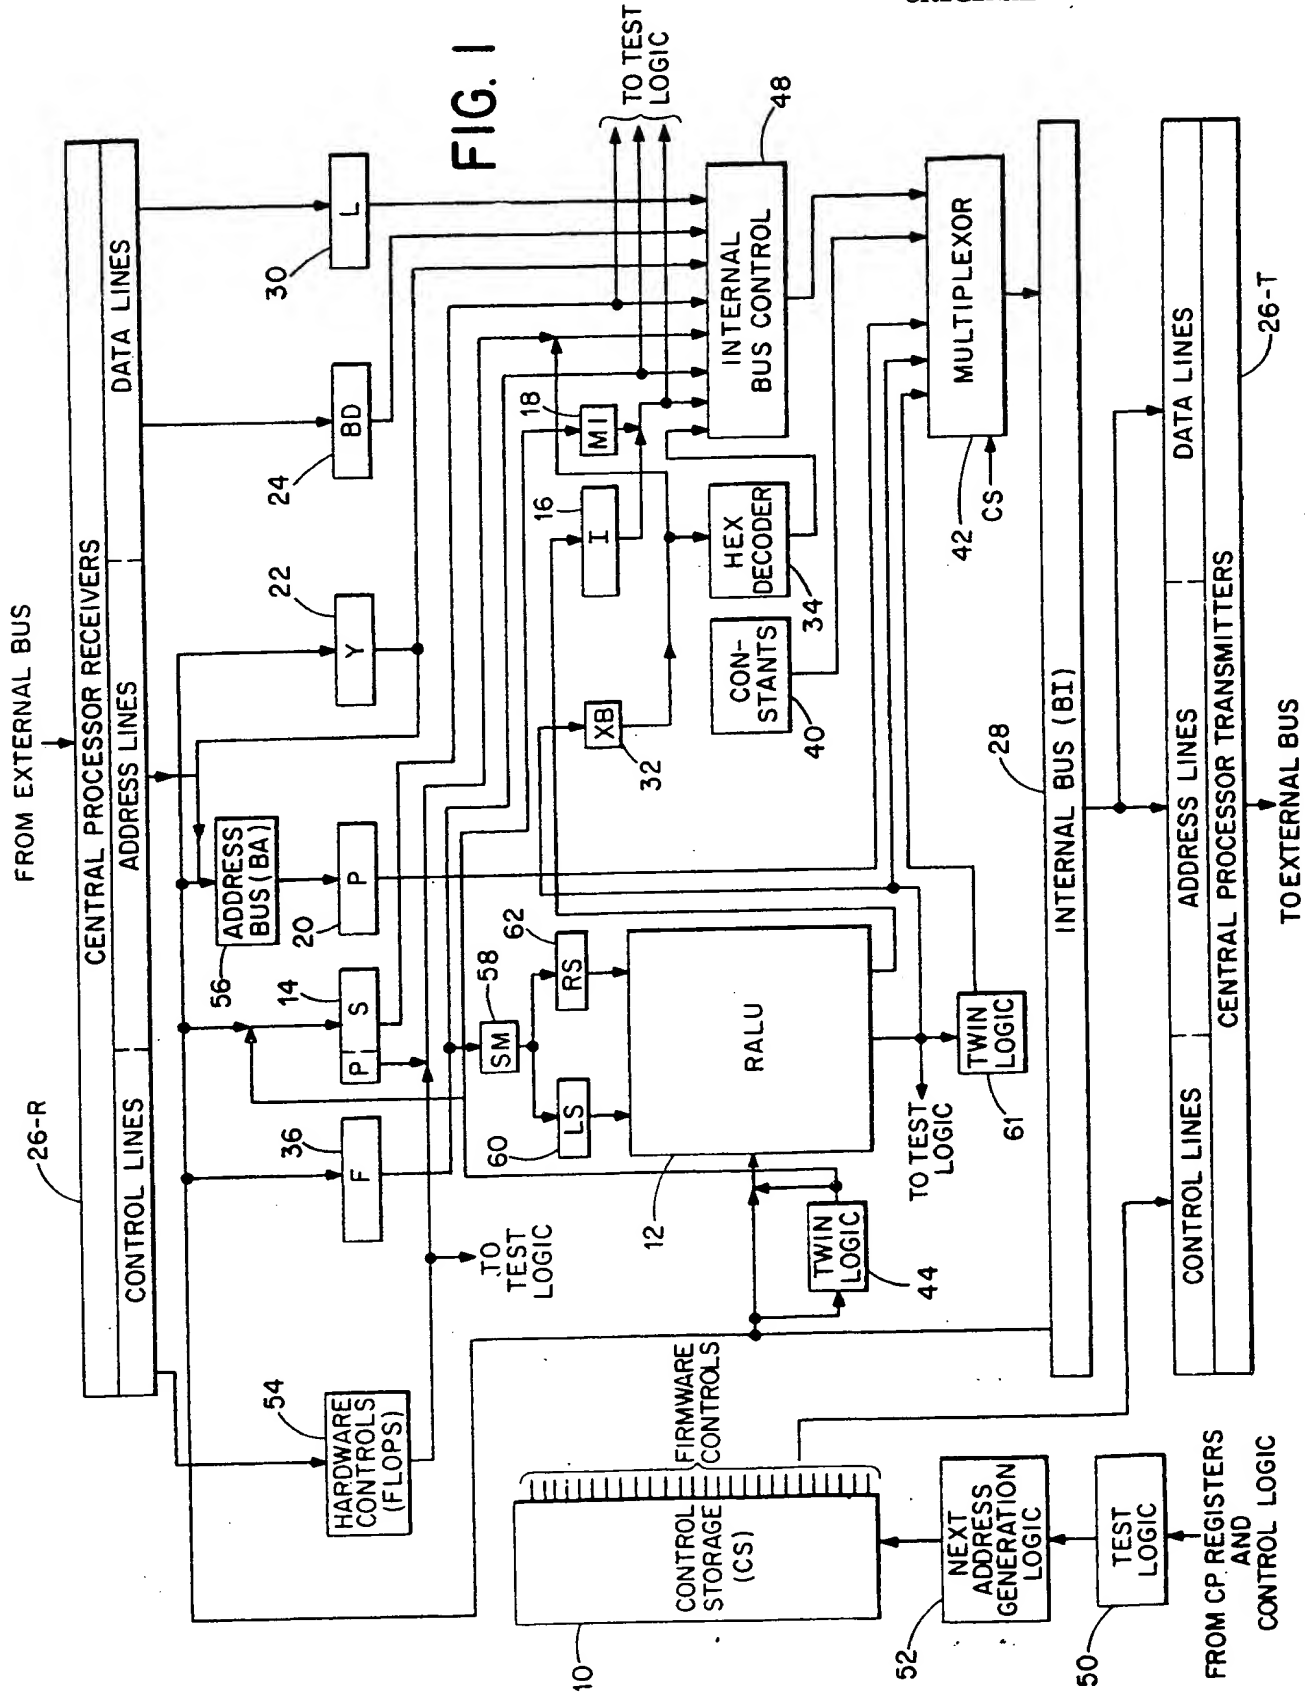 FIG. 1
FROM EXTERNAL BUS
26-R
CENTRAL PROCESSOR RECEIVERS
CONTROL LINES
ADDRESS LINES
DATA LINES
54
HARDWARE
CONTROLS
(FLOPS)
36
F
14
P
S
56
ADDRESS
BUS (BA)
20
P
22
Y
24
BD
30
L
TO
TEST
LOGIC
58
SM
60
LS
62
RS
12
RALU
44
TWIN
LOGIC
61
TWIN
LOGIC
TO TEST
LOGIC
32
XB
16
I
18
MI
34
HEX
DECODER
40
CON-
STANTS
TO TEST
LOGIC
48
INTERNAL
BUS CONTROL
42
CS
MULTIPLEXOR
10
CONTROL
STORAGE
(CS)
FIRMWARE
CONTROLS
52
NEXT
ADDRESS
GENERATION
LOGIC
50
TEST
LOGIC
FROM CP REGISTERS
AND
CONTROL LOGIC
28
INTERNAL BUS (BI)
CONTROL LINES
ADDRESS LINES
DATA LINES
CENTRAL PROCESSOR TRANSMITTERS
26-T
TO EXTERNAL BUS